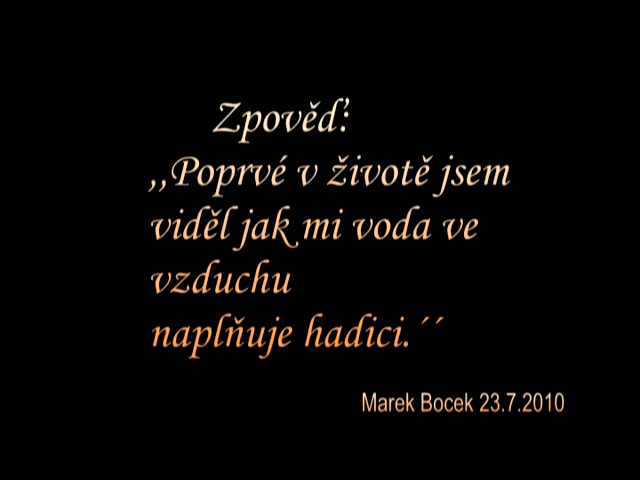 Zpověď:
,,Poprvé v životě jsem
viděl jak mi voda ve
vzduchu
naplňuje hadici.´´
Marek Bocek 23.7.2010